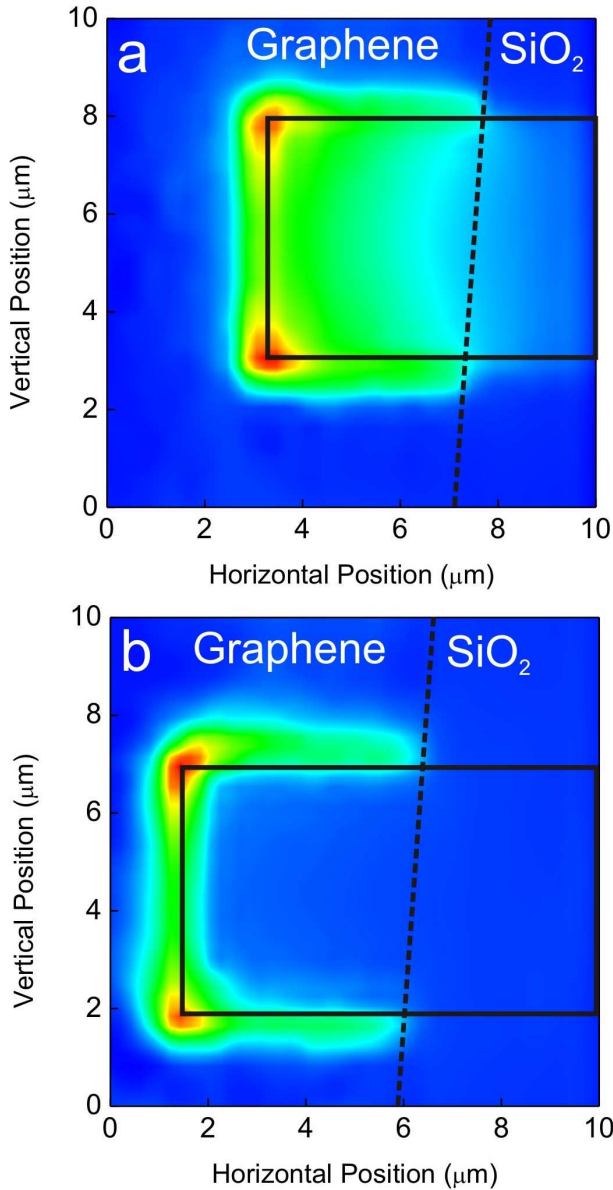 a Graphene SiO₂
10
8
6
4
2
0
Vertical Position (μm)
0 2 4 6 8 10
Horizontal Position (μm)
b Graphene SiO₂
10
8
6
4
2
0
Vertical Position (μm)
0 2 4 6 8 10
Horizontal Position (μm)